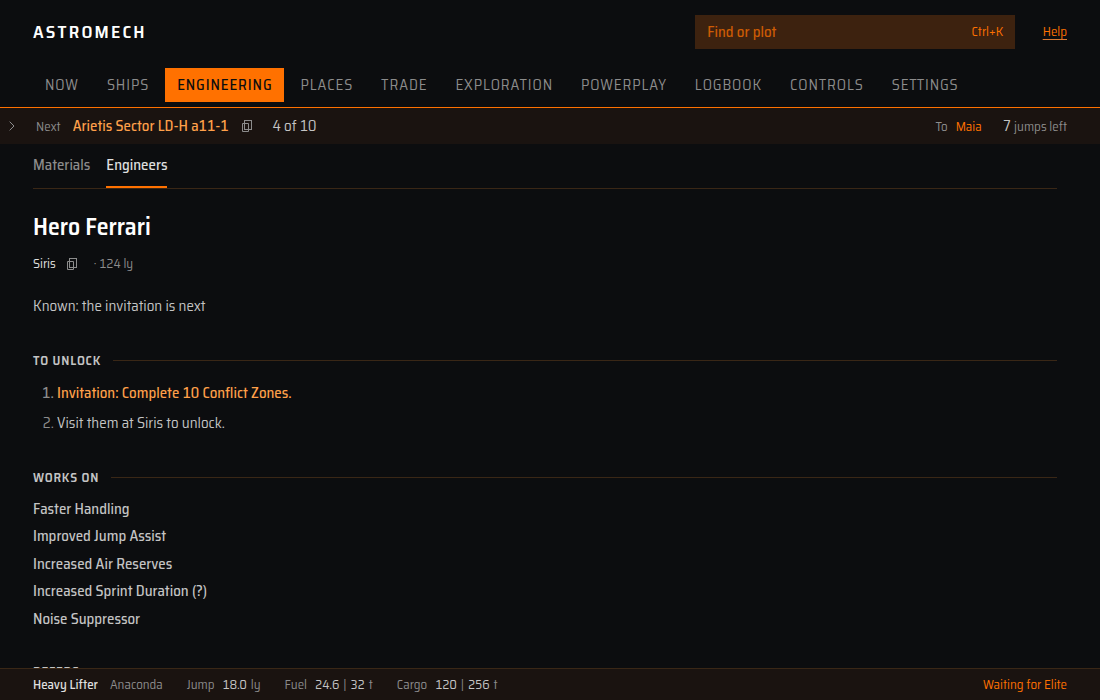 ASTROMECH
Find or plot Ctrl+K Help
NOW SHIPS ENGINEERING PLACES TRADE EXPLORATION POWERPLAY LOGBOOK CONTROLS SETTINGS
Next Arietis Sector LD-H a11-1 4 of 10 To Maia 7 jumps left
Materials Engineers
Hero Ferrari
Siris · 124 ly
Known: the invitation is next
TO UNLOCK
1. Invitation: Complete 10 Conflict Zones.
2. Visit them at Siris to unlock.
WORKS ON
Faster Handling
Improved Jump Assist
Increased Air Reserves
Increased Sprint Duration (?)
Noise Suppressor
Heavy Lifter Anaconda Jump 18.0 ly Fuel 24.6 | 32 t Cargo 120 | 256 t Waiting for Elite